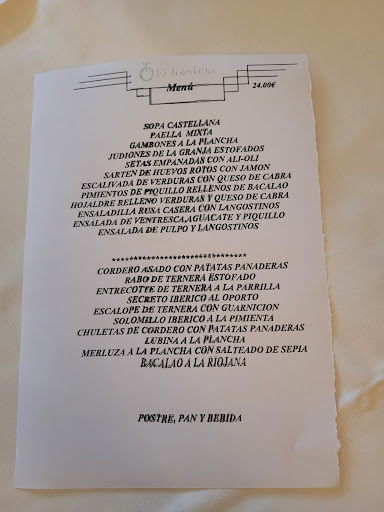 El Toledano
Menú 24.00€
SOPA CASTELLANA
PAELLA MIXTA
GAMBONES A LA PLANCHA
JUDIONES DE LA GRANJA ESTOFADOS
SETAS EMPANADAS CON ALI-OLI
SARTEN DE HUEVOS ROTOS CON JAMON
ESCALIVADA DE VERDURAS CON QUESO DE CABRA
PIMIENTOS DE PIQUILLO RELLENOS DE BACALAO
HOJALDRE RELLENO VERDURAS Y QUESO DE CABRA
ENSALADILLA RUSA CASERA CON LANGOSTINOS
ENSALADA DE VENTRESCA,AGUACATE Y PIQUILLO
ENSALADA DE PULPO Y LANGOSTINOS
******************************
CORDERO ASADO CON PATATAS PANADERAS
RABO DE TERNERA ESTOFADO
ENTRECOTTE DE TERNERA A LA PARRILLA
SECRETO IBERICO AL OPORTO
ESCALOPE DE TERNERA CON GUARNICION
SOLOMILLO IBERICO A LA PIMIENTA
CHULETAS DE CORDERO CON PATATAS PANADERAS
LUBINA A LA PLANCHA
MERLUZA A LA PLANCHA CON SALTEADO DE SEPIA
BACALAO A LA RIOJANA
POSTRE, PAN Y BEBIDA